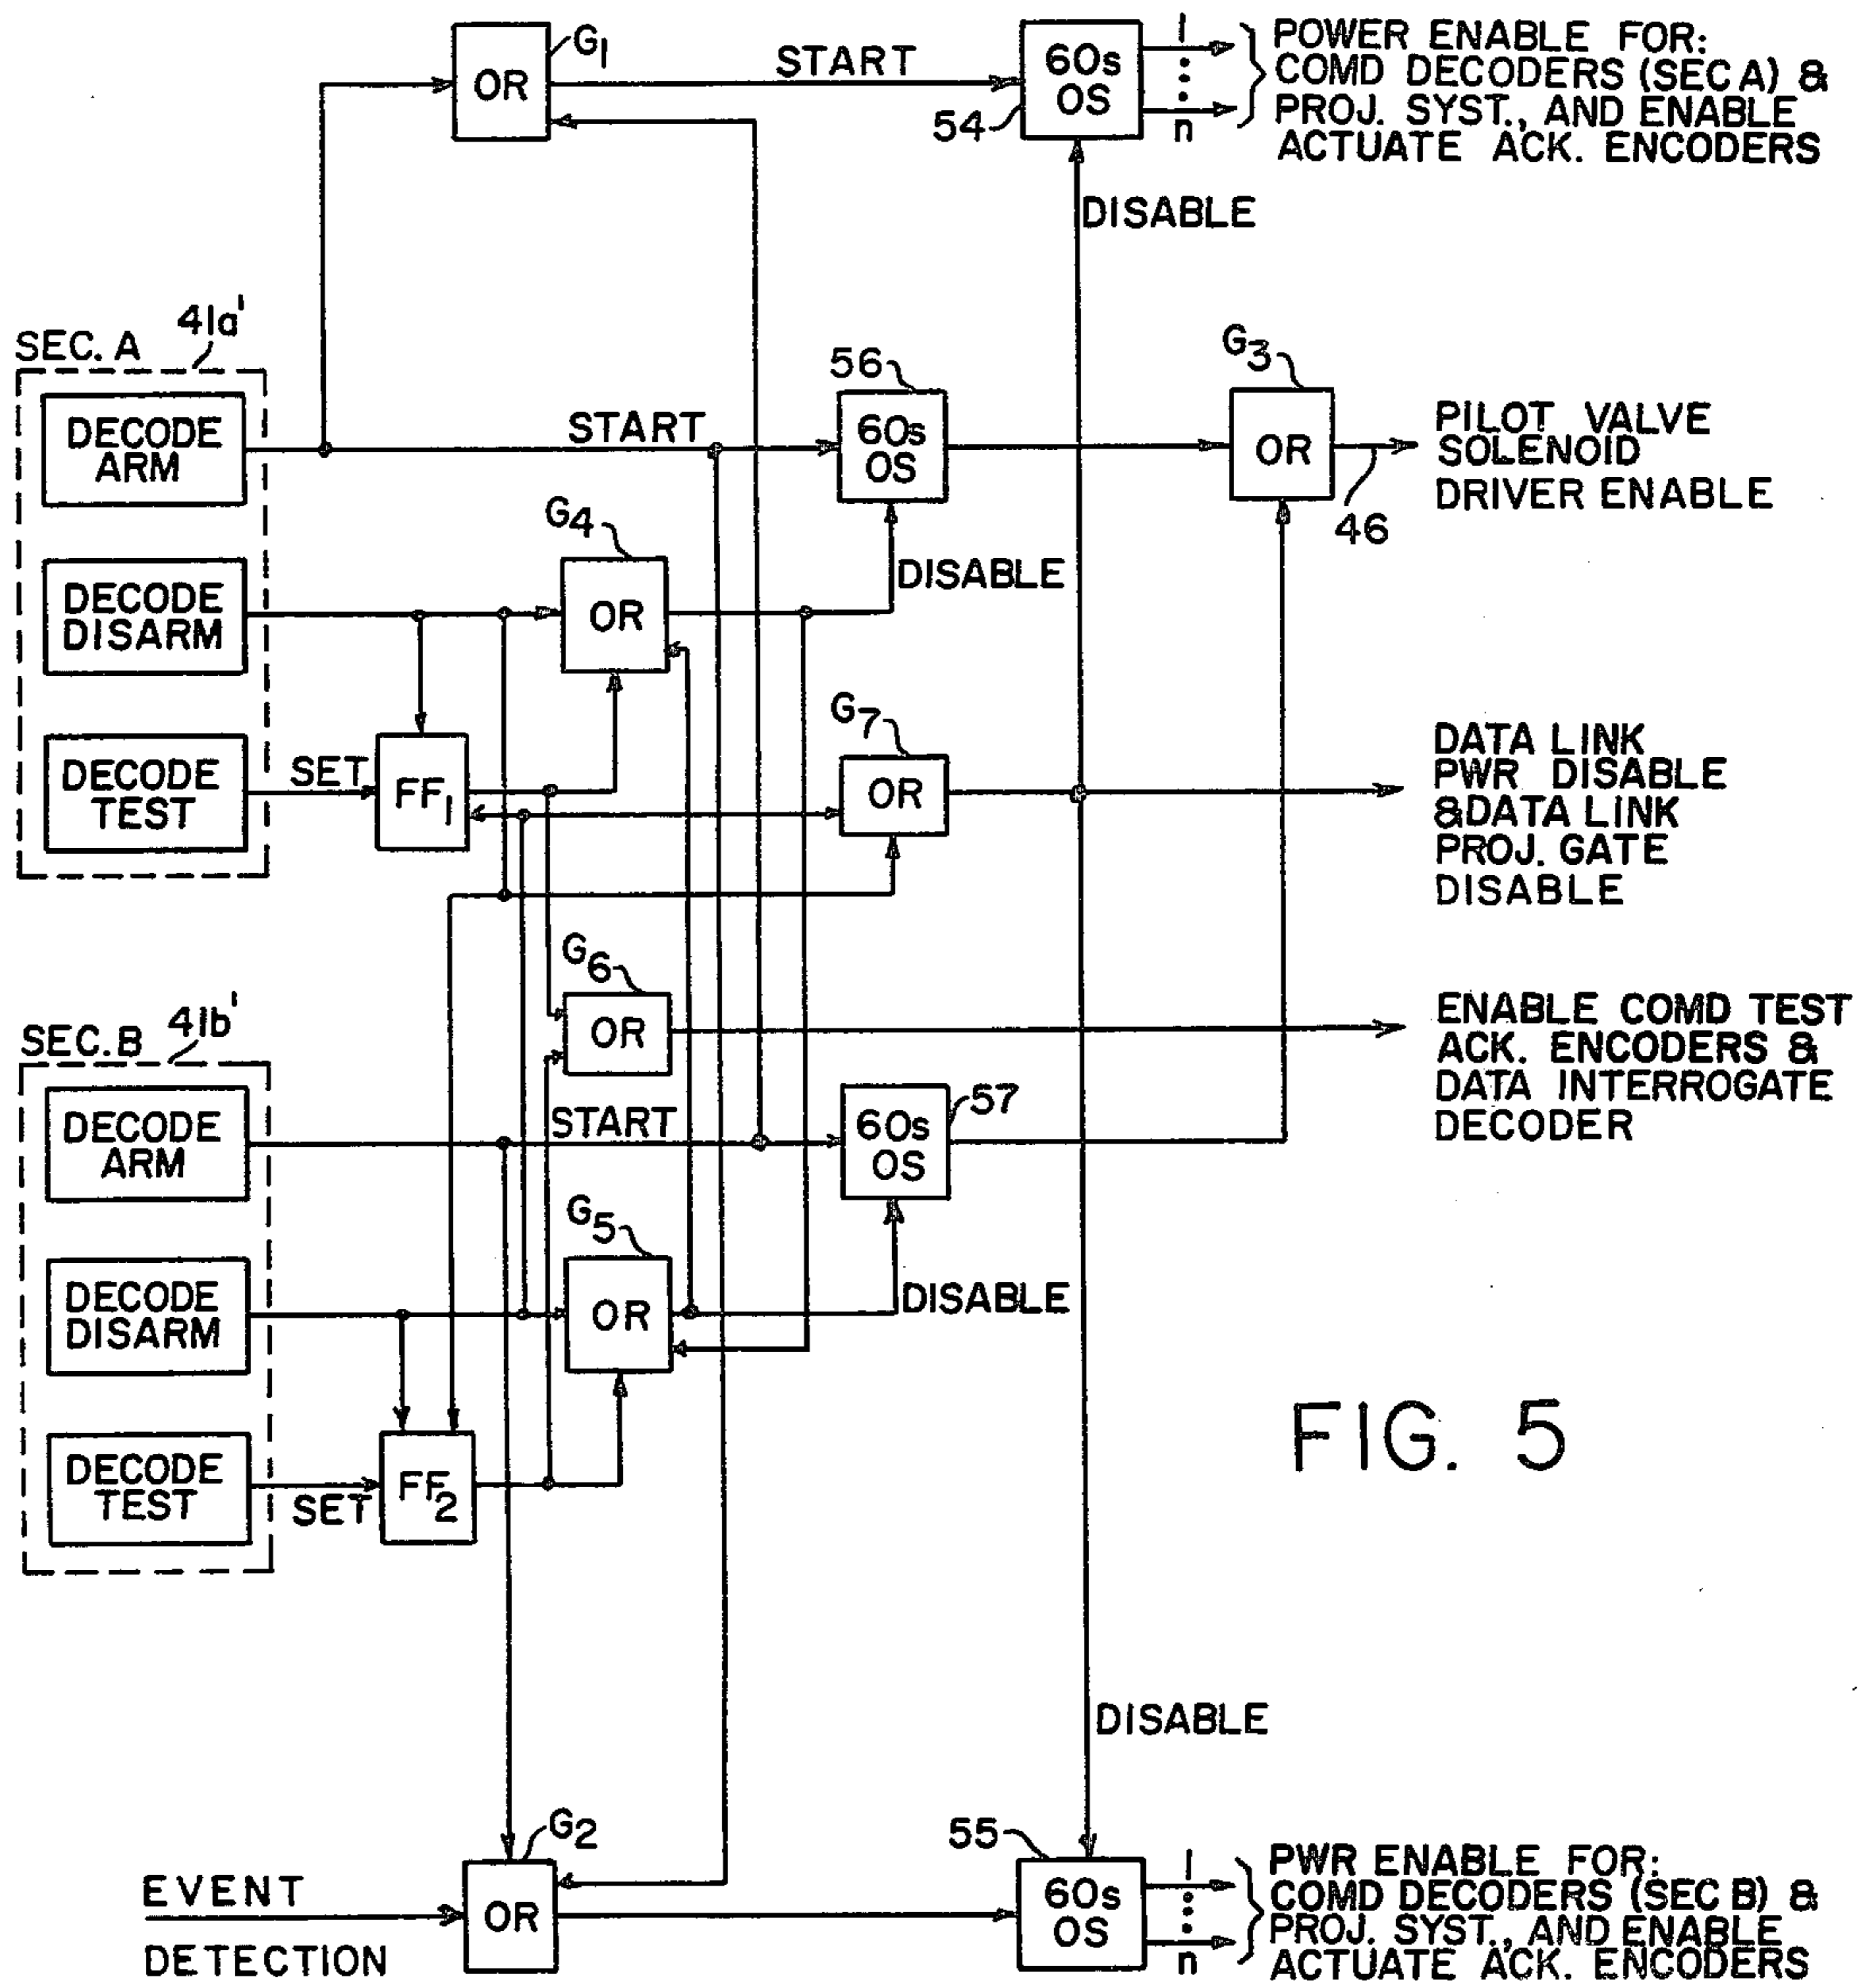 G1
OR
START
60s
OS
54
1
n
POWER ENABLE FOR:
COMD DECODERS (SEC A) &
PROJ. SYST., AND ENABLE
ACTUATE ACK. ENCODERS
DISABLE
SEC. A
41a'
DECODE
ARM
START
56
60s
OS
G3
OR
46
PILOT VALVE
SOLENOID
DRIVER ENABLE
DECODE
DISARM
G4
OR
DISABLE
DECODE
TEST
SET
FF1
G7
OR
DATA LINK
PWR DISABLE
&DATA LINK
PROJ. GATE
DISABLE
G6
OR
ENABLE COMD TEST
ACK. ENCODERS &
DATA INTERROGATE
DECODER
SEC. B
41b'
DECODE
ARM
START
60s
OS
57
DECODE
DISARM
G5
OR
DISABLE
DECODE
TEST
SET
FF2
FIG. 5
DISABLE
EVENT
DETECTION
G2
OR
55
60s
OS
1
n
PWR ENABLE FOR:
COMD DECODERS (SEC B) &
PROJ. SYST., AND ENABLE
ACTUATE ACK. ENCODERS